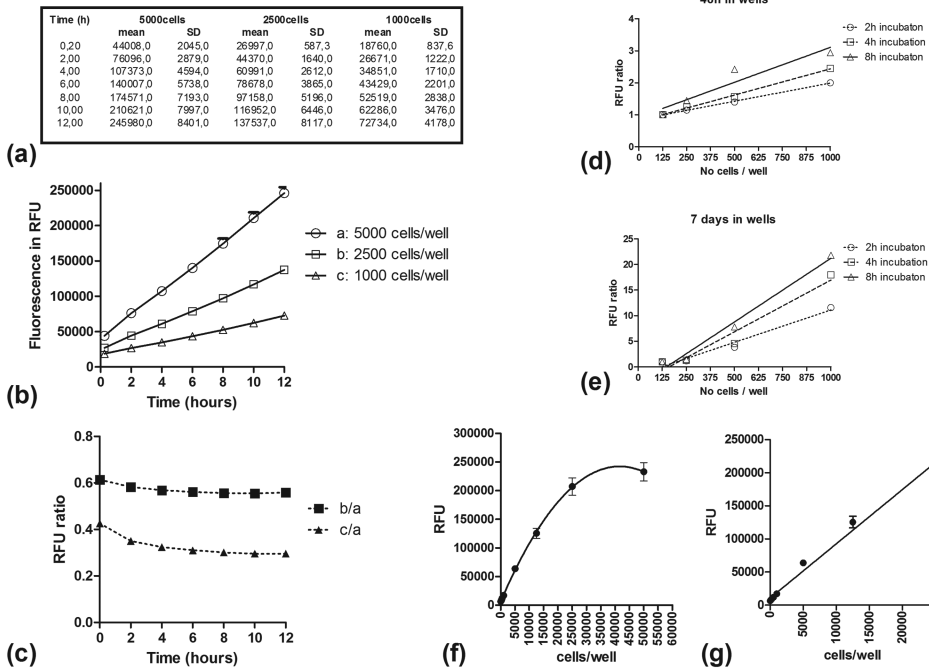 Time (h) 5000cells 2500cells 1000cells
mean SD mean SD mean SD
0,20 44008,0 2045,0 26997,0 587,3 18760,0 837,6
2,00 76096,0 2879,0 44370,0 1640,0 26671,0 1222,0
4,00 107373,0 4594,0 60991,0 2612,0 34851,0 1710,0
6,00 140007,0 5738,0 78678,0 3865,0 43429,0 2201,0
8,00 174571,0 7193,0 97158,0 5196,0 52519,0 2838,0
10,00 210621,0 7997,0 116952,0 6446,0 62286,0 3476,0
12,00 245980,0 8401,0 137537,0 8117,0 72734,0 4178,0
(a)
in wells
RFU ratio
4
3
2
1
0
0 125 250 375 500 625 750 875 1000
No cells / well
2h incubaton
4h incubation
8h incubaton
(d)
Fluorescence in RFU
250000
200000
150000
100000
50000
0
0 2 4 6 8 10 12
Time (hours)
a: 5000 cells/well
b: 2500 cells/well
c: 1000 cells/well
(b)
7 days in wells
RFU ratio
25
20
15
10
5
0
0 125 250 375 500 625 750 875 1000
No cells / well
2h incubaton
4h incubation
8h incubaton
(e)
RFU ratio
0.8
0.6
0.4
0.2
0.0
0 2 4 6 8 10 12
Time (hours)
b/a
c/a
(c)
RFU
300000
250000
200000
150000
100000
50000
0
0 5000 10000 15000 20000 25000 30000 35000 40000 45000 50000 55000 60000
cells/well
(f)
RFU
250000
200000
150000
100000
50000
0
0 5000 10000 15000 20000
cells/well
(g)